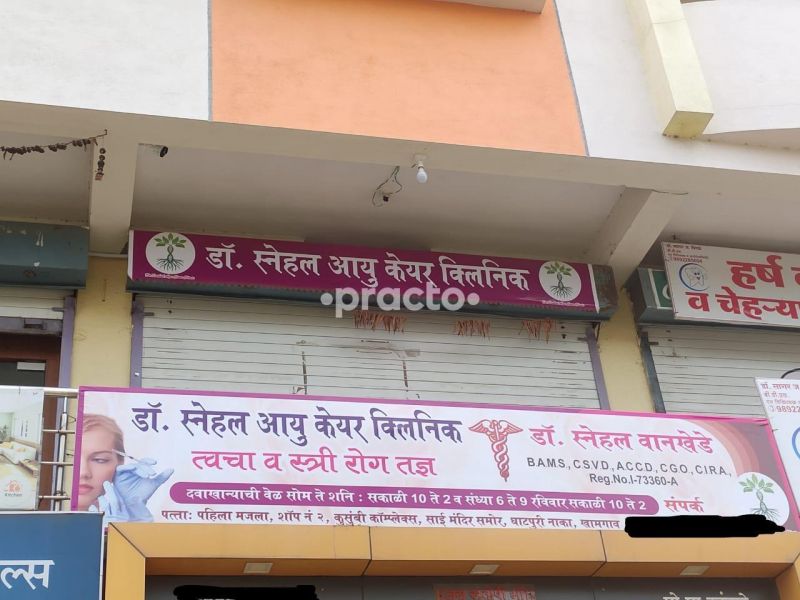 डॉ. स्नेहल आयु केयर क्लिनिक
•practo•
हर्ष
व चेहऱ्या
डॉ. स्नेहल आयु केयर क्लिनिक
त्वचा व स्त्री रोग तज्ञ
डॉ. स्नेहल वानखेडे
BAMS, CSVD, ACCD, CGO, CIRA,
Reg.No.I-73360-A
दवाखान्याची वेळ सोम ते शनि : सकाळी 10 ते 2 व संध्या 6 ते 9 रविवार सकाळी 10 ते 2
संपर्क
पत्ता: पहिला मजला, शॉप नं २, कुसुंबी कॉम्प्लेक्स, साई मंदिर समोर, घाटपुरी नाका, खामगाव
डॉ. सागर ज
ल्स